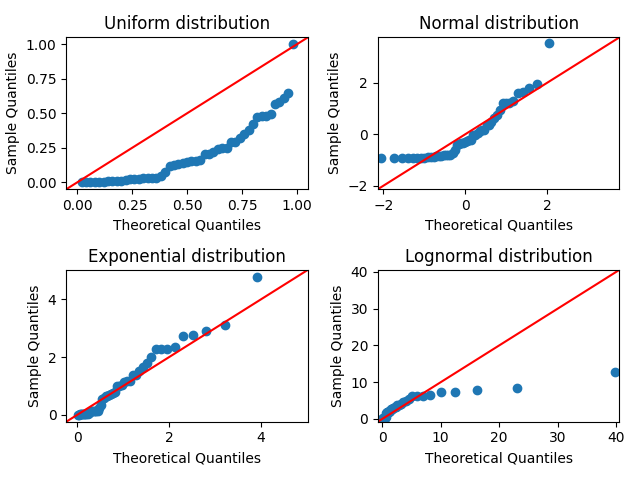 Uniform distribution
Normal distribution
Sample Quantiles
1.00
0.75
0.50
0.25
0.00
0.00
0.25
0.50
0.75
1.00
Theoretical Quantiles
Sample Quantiles
2
0
−2
−2
0
2
Theoretical Quantiles
Exponential distribution
Lognormal distribution
Sample Quantiles
4
2
0
0
2
4
Theoretical Quantiles
Sample Quantiles
40
30
20
10
0
0
10
20
30
40
Theoretical Quantiles